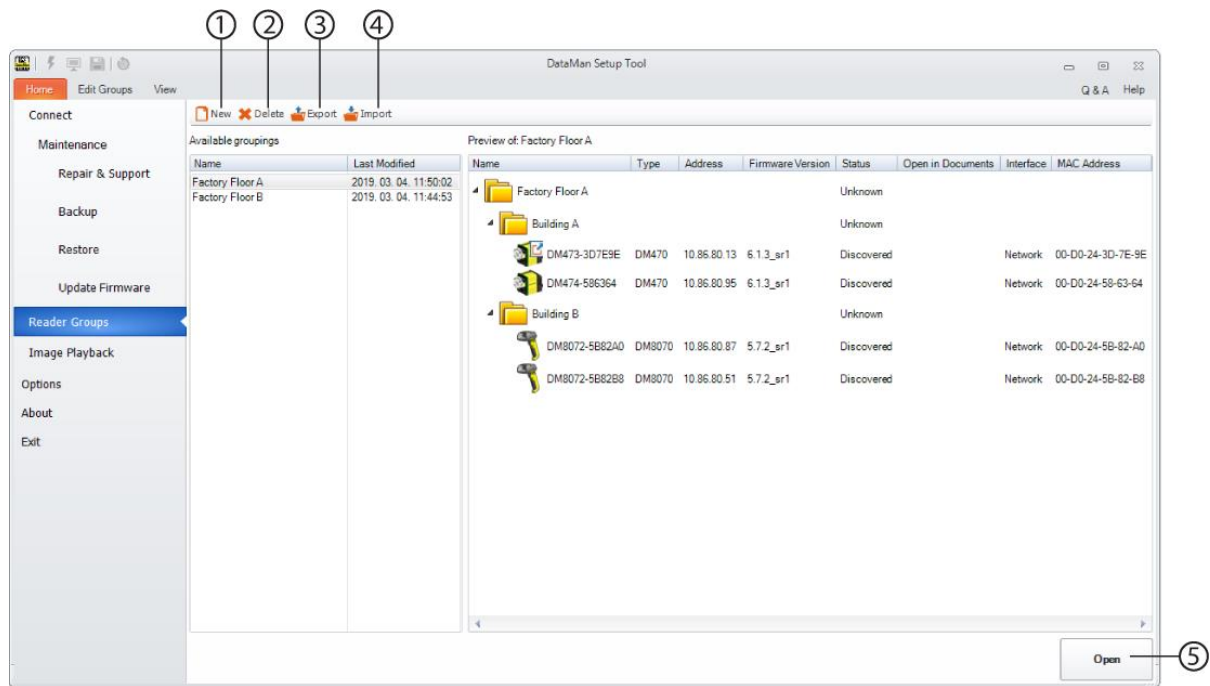 ① ② ③ ④
DataMan Setup Tool
Home Edit Groups View Q & A Help
Connect
Maintenance
Repair & Support
Backup
Restore
Update Firmware
Reader Groups
Image Playback
Options
About
Exit
New Delete Export Import
Available groupings
Name Last Modified
Factory Floor A 2019. 03. 04. 11:50:02
Factory Floor B 2019. 03. 04. 11:44:53
Preview of: Factory Floor A
Name Type Address Firmware Version Status Open in Documents Interface MAC Address
Factory Floor A Unknown
Building A Unknown
DM473-3D7E9E DM470 10.86.80.13 6.1.3_sr1 Discovered Network 00-D0-24-3D-7E-9E
DM474-586364 DM470 10.86.80.95 6.1.3_sr1 Discovered Network 00-D0-24-58-63-64
Building B Unknown
DM8072-5B82A0 DM8070 10.86.80.87 5.7.2_sr1 Discovered Network 00-D0-24-5B-82-A0
DM8072-5B82B8 DM8070 10.86.80.51 5.7.2_sr1 Discovered Network 00-D0-24-5B-82-B8
Open ⑤